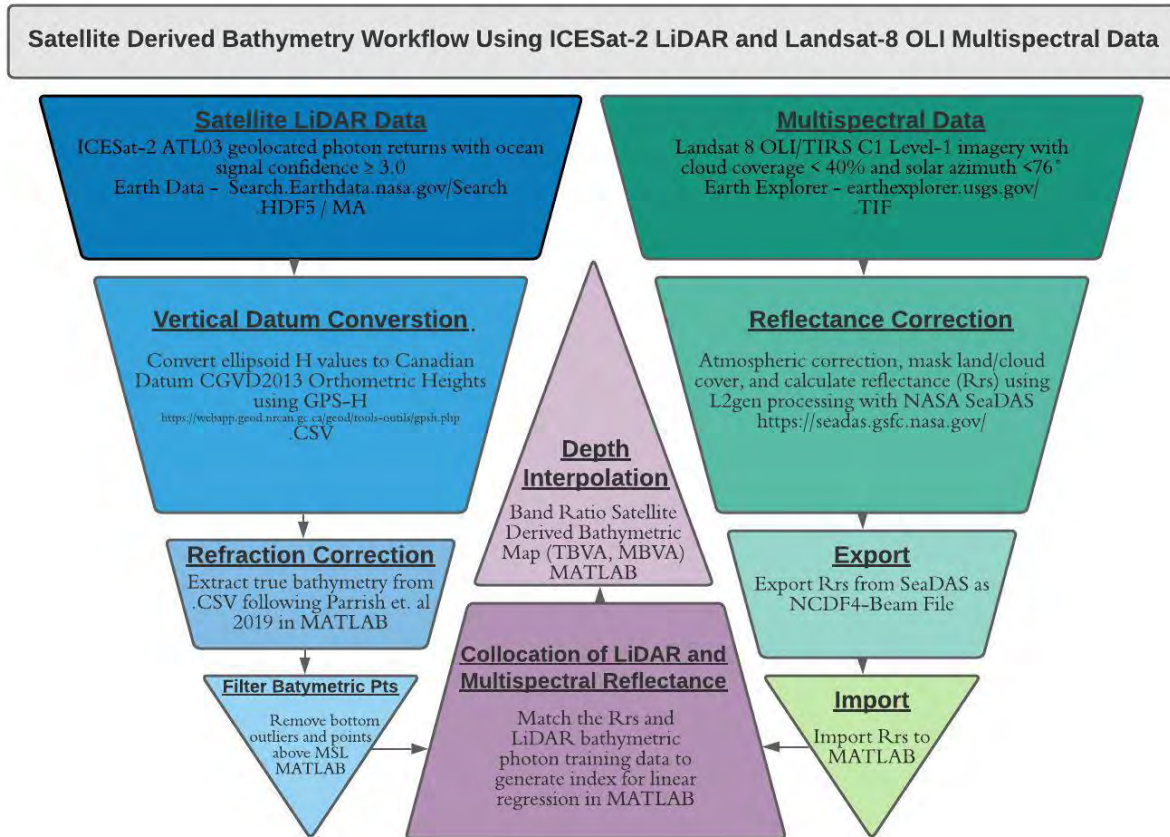 Satellite Derived Bathymetry Workflow Using ICESat-2 LiDAR and Landsat-8 OLI Multispectral Data
Satellite LiDAR Data
ICESat-2 ATL03 geolocated photon returns with ocean
signal confidence ≥ 3.0
Earth Data - Search.Earthdata.nasa.gov/Search
.HDF5 / MA
Vertical Datum Converstion
Convert ellipsoid H values to Canadian
Datum CGVD2013 Orthometric Heights
using GPS-H
https://webapp.geod.nrcan.gc.ca/geod/tools-outils/gpsh.php
.CSV
Refraction Correction
Extract true bathymetry from
.CSV following Parrish et. al
2019 in MATLAB
Filter Batymetric Pts
Remove bottom
outliers and points
above MSL
MATLAB
Multispectral Data
Landsat 8 OLI/TIRS C1 Level-1 imagery with
cloud coverage < 40% and solar azimuth <76°
Earth Explorer - earthexplorer.usgs.gov/
.TIF
Reflectance Correction
Atmospheric correction, mask land/cloud
cover, and calculate reflectance (Rrs) using
L2gen processing with NASA SeaDAS
https://seadas.gsfc.nasa.gov/
Export
Export Rrs from SeaDAS as
NCDF4-Beam File
Import
Import Rrs to
MATLAB
Collocation of LiDAR and
Multispectral Reflectance
Match the Rrs and
LiDAR bathymetric
photon training data to
generate index for linear
regression in MATLAB
Depth
Interpolation
Band Ratio Satellite
Derived Bathymetric
Map (TBVA, MBVA)
MATLAB